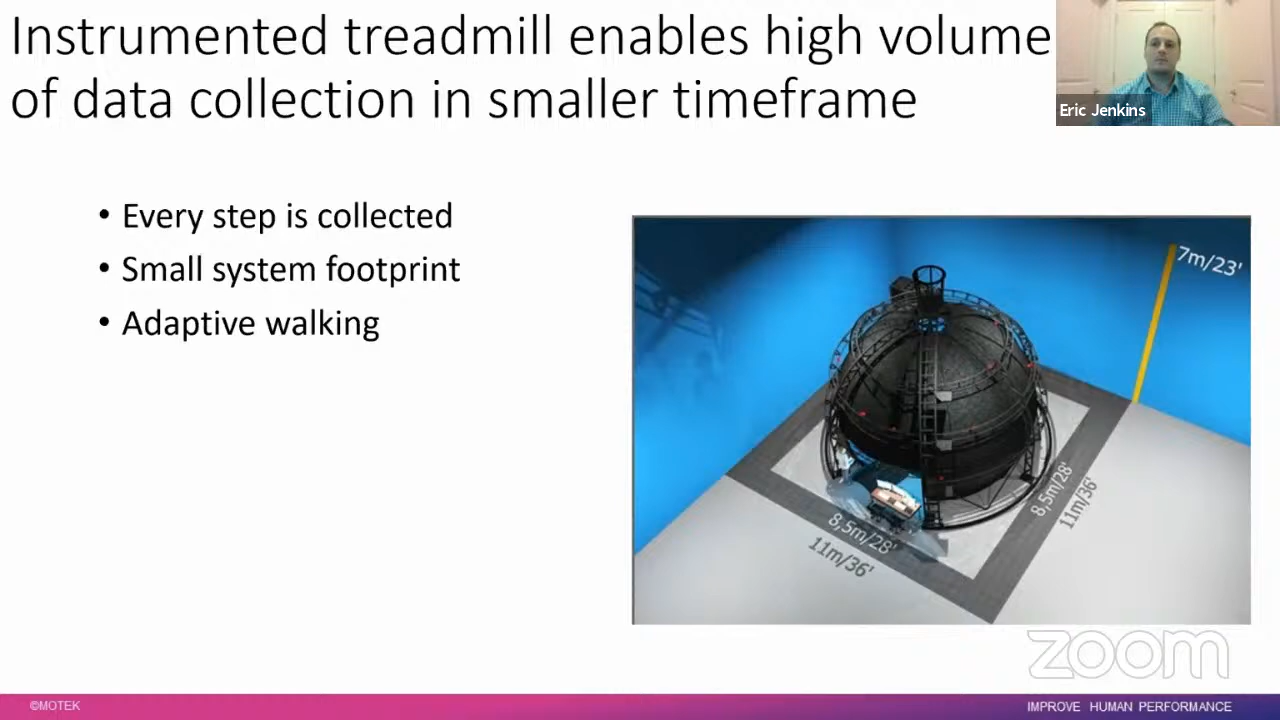 Instrumented treadmill enables high volume
of data collection in smaller timeframe
Eric Jenkins
• Every step is collected
• Small system footprint
• Adaptive walking
7m/23'
8,5m/28'
11m/36'
8,5m/28'
11m/36'
zoom
©MOTEK
IMPROVE HUMAN PERFORMANCE